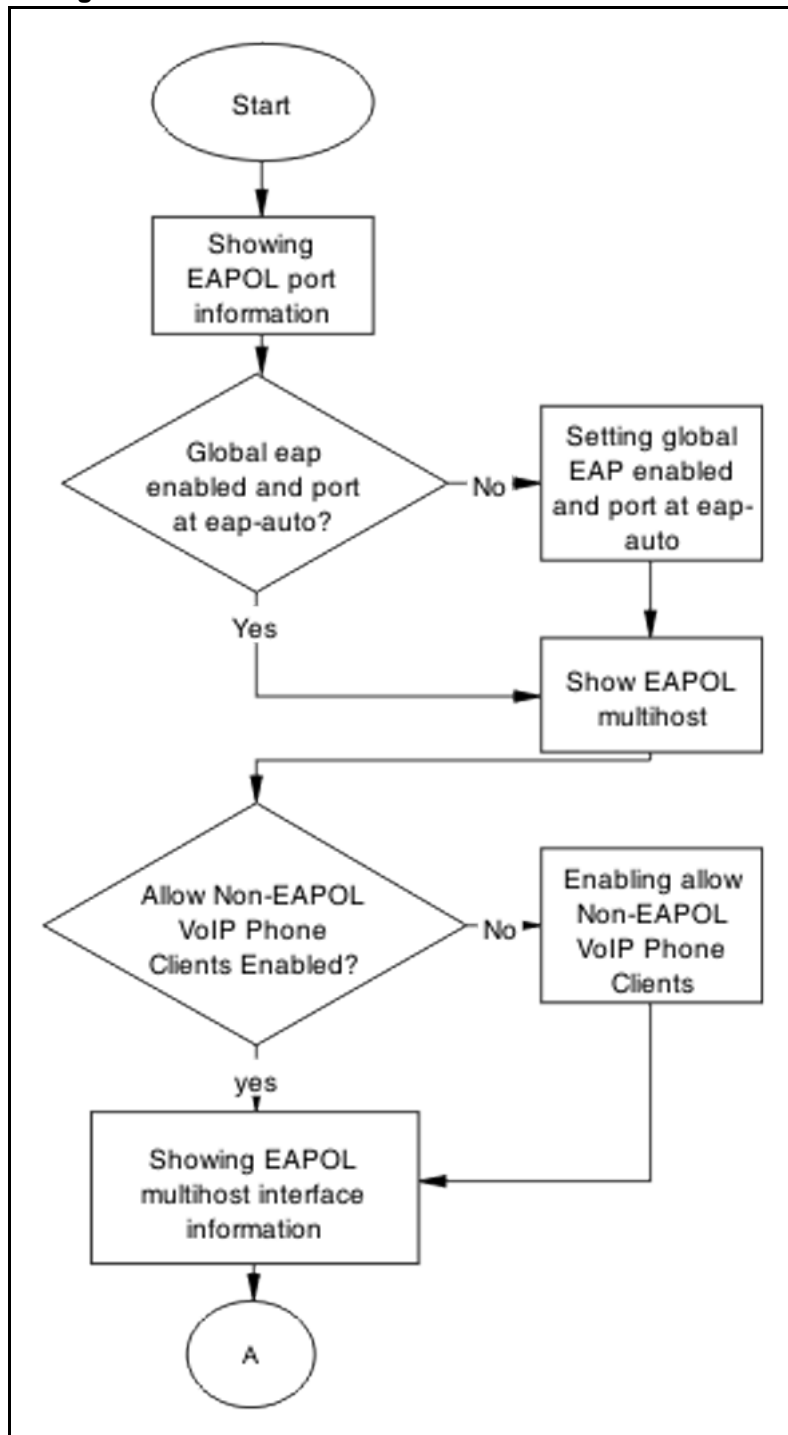 Start
Showing
EAPOL port
information
Global eap
enabled and port
at eap-auto?
No
Setting global
EAP enabled
and port at eap-
auto
Yes
Show EAPOL
multihost
Allow Non-EAPOL
VoIP Phone
Clients Enabled?
No
Enabling allow
Non-EAPOL
VoIP Phone
Clients
yes
Showing EAPOL
multihost interface
information
A